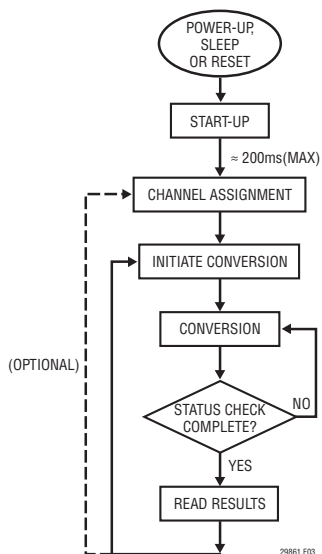 POWER-UP,
SLEEP
OR RESET
START-UP
≈ 200ms(MAX)
CHANNEL ASSIGNMENT
INITIATE CONVERSION
CONVERSION
(OPTIONAL)
STATUS CHECK
COMPLETE?
NO
YES
READ RESULTS
29861 F03